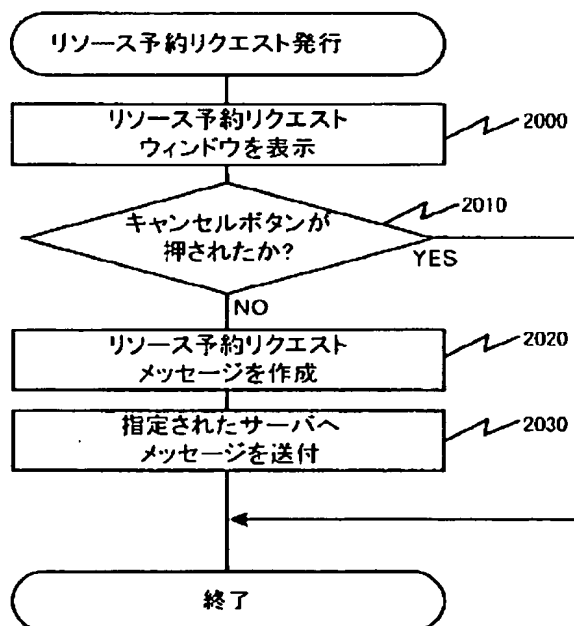 リソース予約リクエスト発行
リソース予約リクエスト
ウィンドウを表示
2000
キャンセルボタンが
押されたか?
2010
YES
NO
リソース予約リクエスト
メッセージを作成
2020
指定されたサーバへ
メッセージを送付
2030
終了